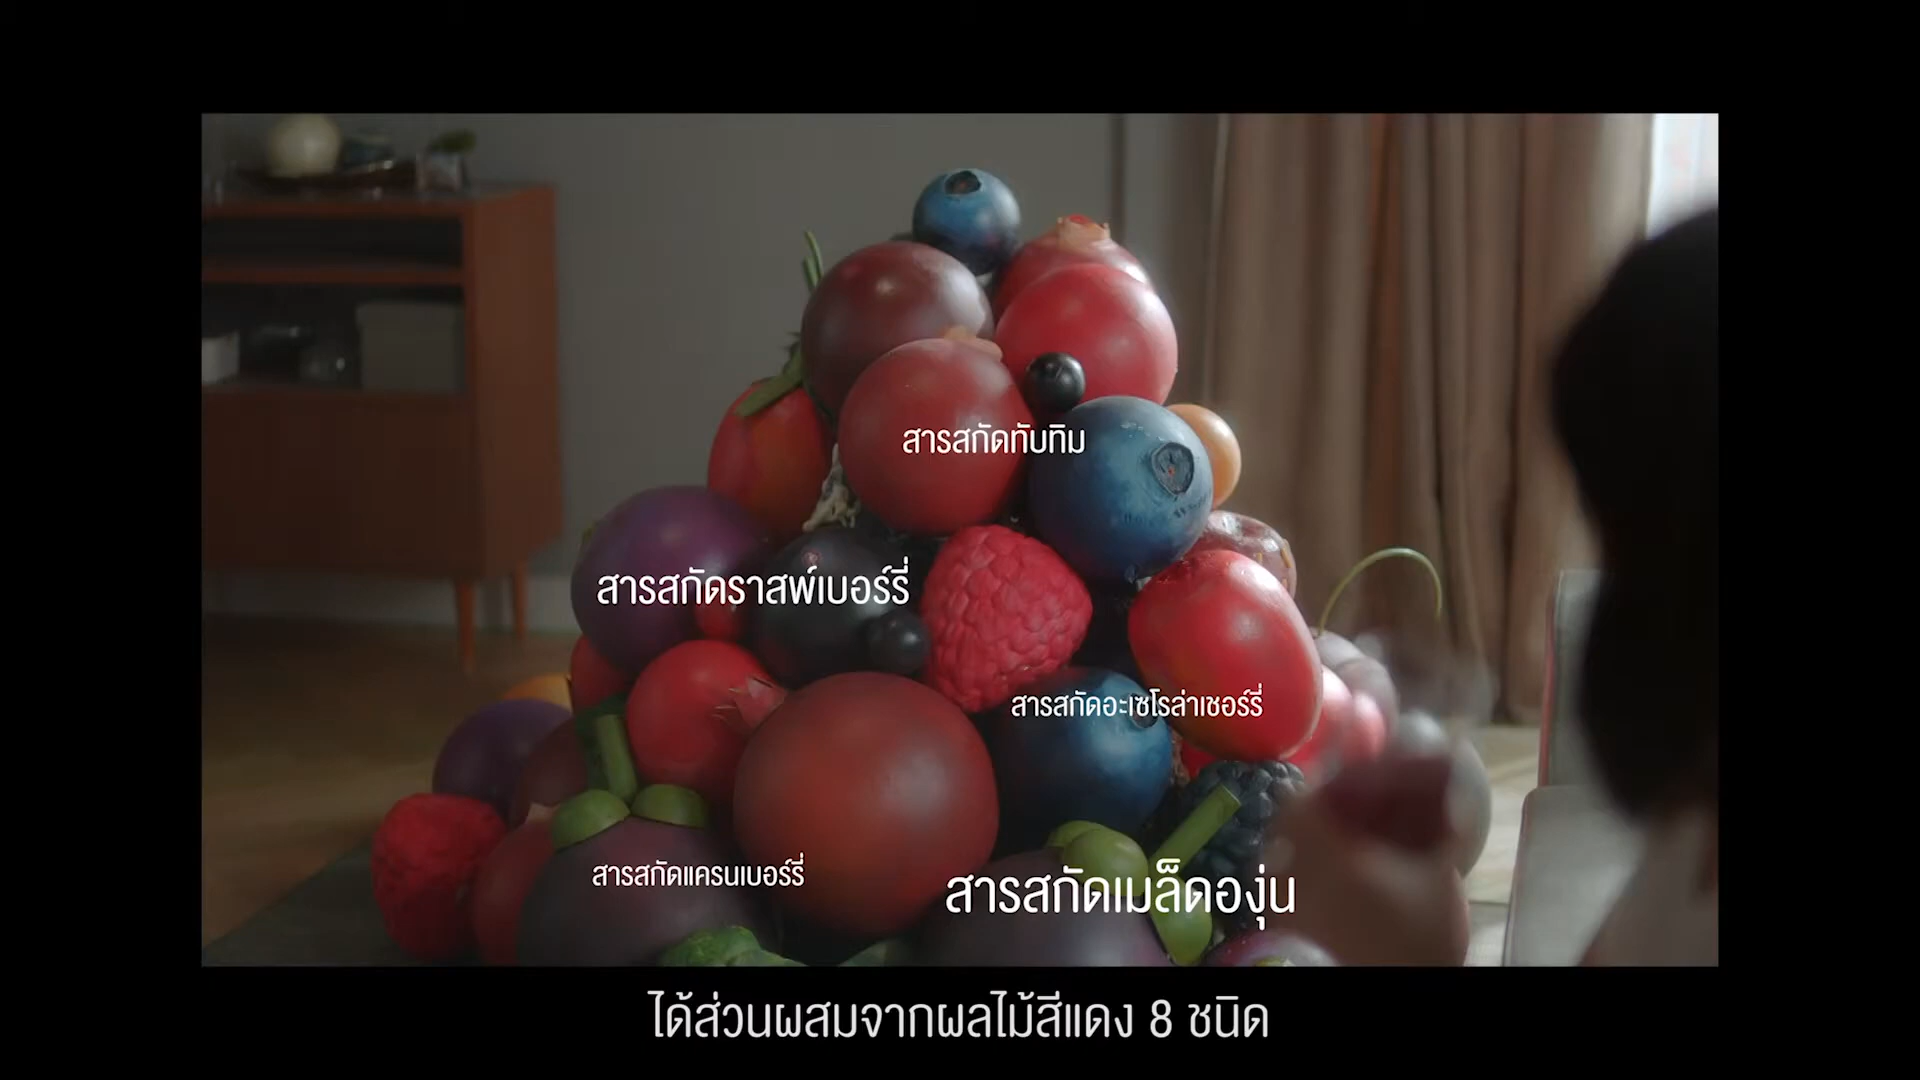 สารสกัดทับทิม
สารสกัดราสพ์เบอร์รี่
สารสกัดอะเซโรล่าเชอร์รี่
สารสกัดแครนเบอร์รี่
สารสกัดเมล็ดองุ่น
ได้ส่วนผสมจากผลไม้สีแดง 8 ชนิด